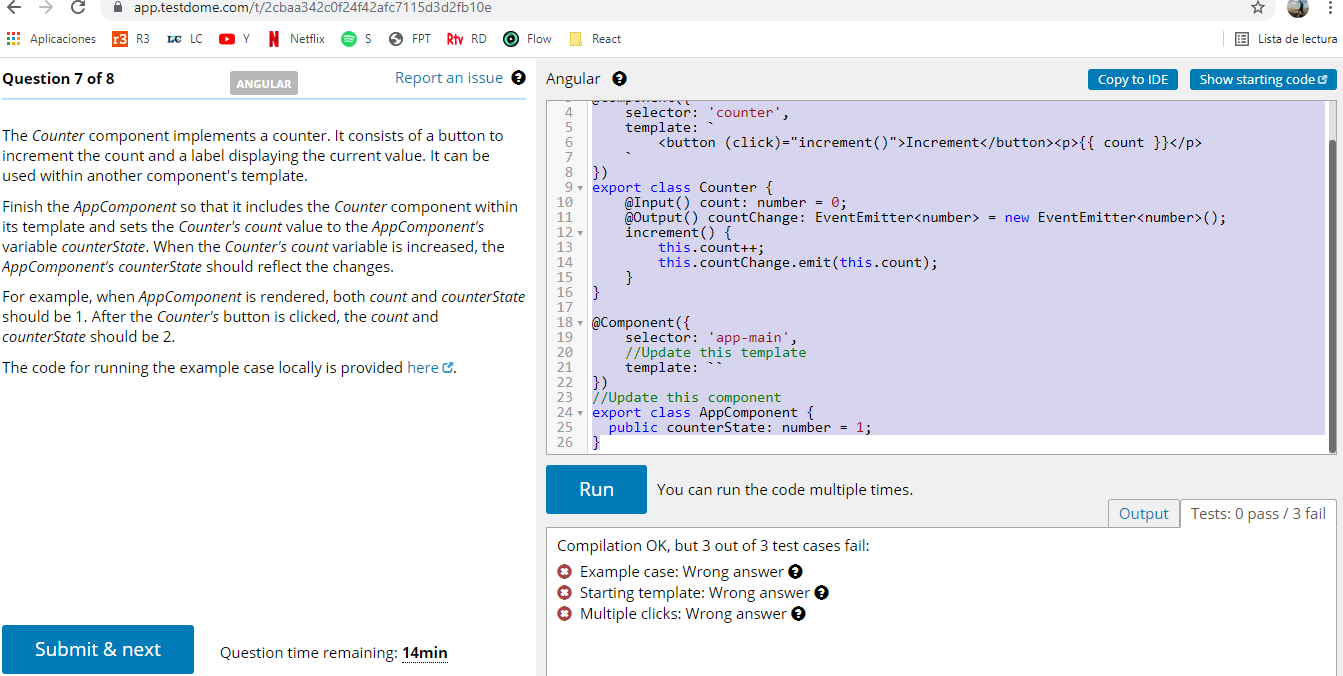 app.testdome.com/t/2cbaa342c0f24f42afc7115d3d2fb10e
Aplicaciones r3 R3 LC LC Y N Netflix S FPT Rtv RD Flow React Lista de lectura
Question 7 of 8 ANGULAR Report an issue ?
The Counter component implements a counter. It consists of a button to
increment the count and a label displaying the current value. It can be
used within another component's template.
Finish the AppComponent so that it includes the Counter component within
its template and sets the Counter's count value to the AppComponent's
variable counterState. When the Counter's count variable is increased, the
AppComponent's counterState should reflect the changes.
For example, when AppComponent is rendered, both count and counterState
should be 1. After the Counter's button is clicked, the count and
counterState should be 2.
The code for running the example case locally is provided here.
Submit & next Question time remaining: 14min
Angular ? Copy to IDE Show starting code
3 @Component({
4 selector: 'counter',
5 template: `
6 <button (click)="increment()">Increment</button><p>{{ count }}</p>
7 `
8 })
9 export class Counter {
10 @Input() count: number = 0;
11 @Output() countChange: EventEmitter<number> = new EventEmitter<number>();
12 increment() {
13 this.count++;
14 this.countChange.emit(this.count);
15 }
16 }
17
18 @Component({
19 selector: 'app-main',
20 //Update this template
21 template: ``
22 })
23 //Update this component
24 export class AppComponent {
25 public counterState: number = 1;
26 }
Run You can run the code multiple times.
Output Tests: 0 pass / 3 fail
Compilation OK, but 3 out of 3 test cases fail:
Example case: Wrong answer ?
Starting template: Wrong answer ?
Multiple clicks: Wrong answer ?